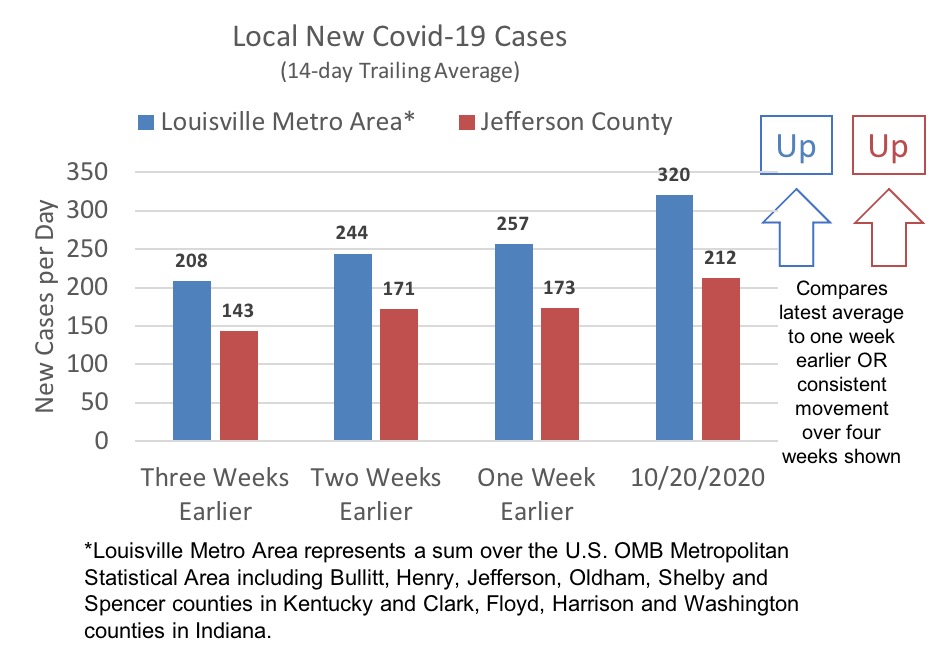 Local New Covid-19 Cases
(14-day Trailing Average)
Louisville Metro Area*
Jefferson County
Up
Up
New Cases per Day
350
300
250
200
150
100
50
0
208
143
244
171
257
173
320
212
Three Weeks
Earlier
Two Weeks
Earlier
One Week
Earlier
10/20/2020
Compares
latest average
to one week
earlier OR
consistent
movement
over four
weeks shown
*Louisville Metro Area represents a sum over the U.S. OMB Metropolitan
Statistical Area including Bullitt, Henry, Jefferson, Oldham, Shelby and
Spencer counties in Kentucky and Clark, Floyd, Harrison and Washington
counties in Indiana.